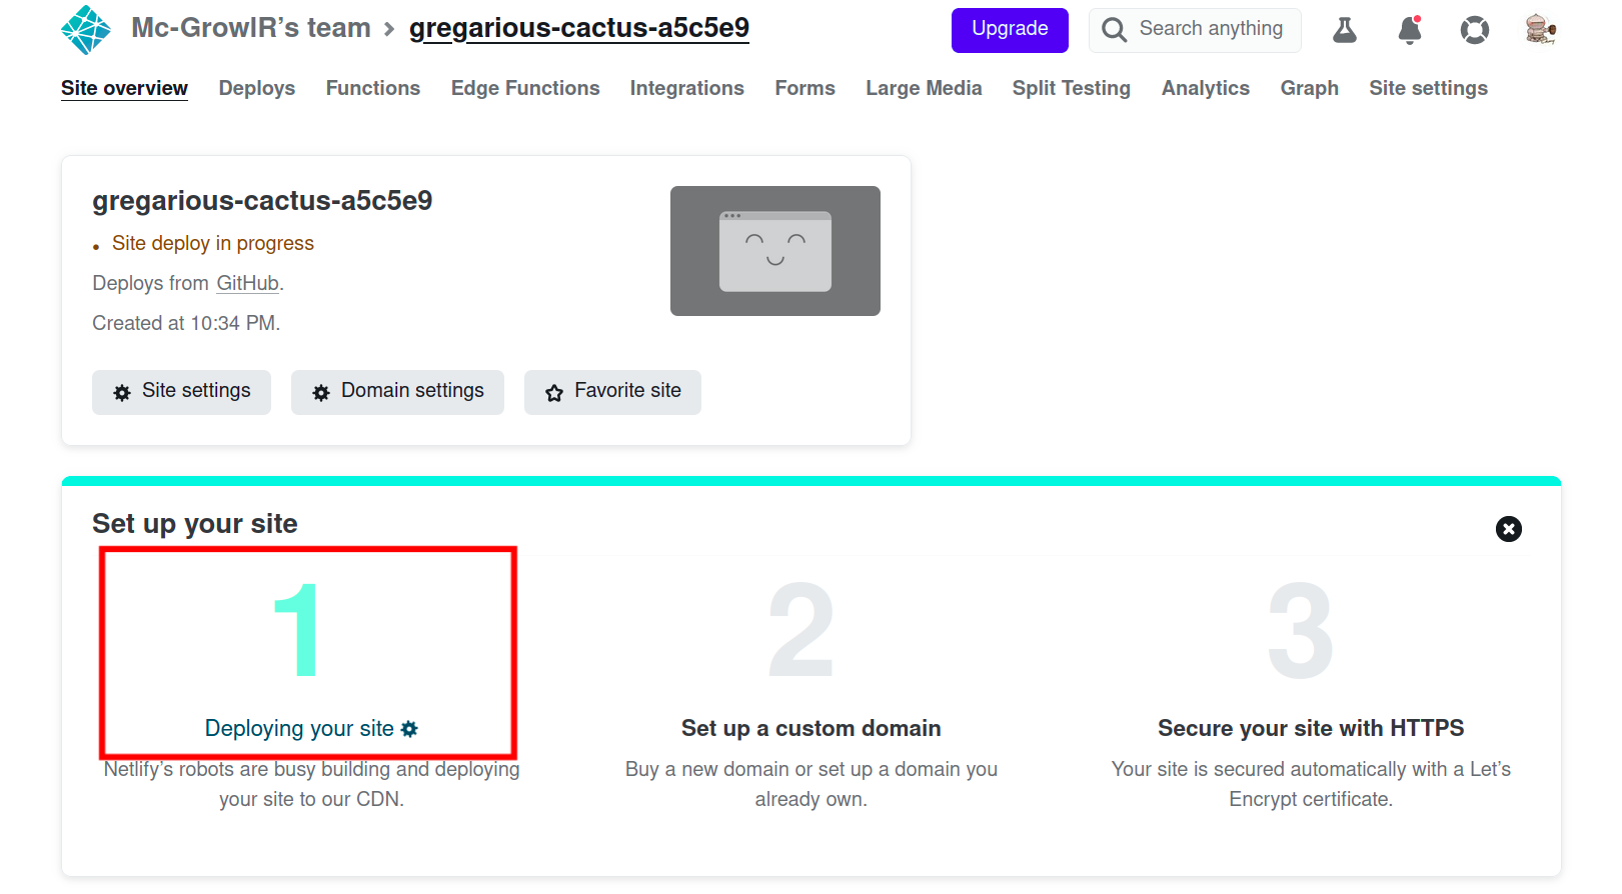 Mc-GrowIR’s team › gregarious-cactus-a5c5e9
Upgrade
Search anything
Site overview Deploys Functions Edge Functions Integrations Forms Large Media Split Testing Analytics Graph Site settings
gregarious-cactus-a5c5e9
• Site deploy in progress
Deploys from GitHub.
Created at 10:34 PM.
Site settings Domain settings Favorite site
Set up your site
1
Deploying your site
Netlify’s robots are busy building and deploying
your site to our CDN.
2
Set up a custom domain
Buy a new domain or set up a domain you
already own.
3
Secure your site with HTTPS
Your site is secured automatically with a Let’s
Encrypt certificate.